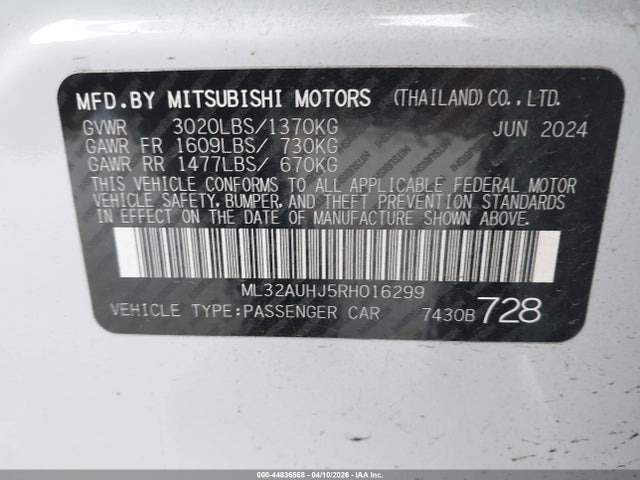 MFD.BY MITSUBISHI MOTORS (THAILAND)CO.,LTD.
GVWR 3020LBS/1370KG JUN 2024
GAWR FR 1609LBS/ 730KG
GAWR RR 1477LBS/ 670KG
THIS VEHICLE CONFORMS TO ALL APPLICABLE FEDERAL MOTOR
VEHICLE SAFETY, BUMPER, AND THEFT PREVENTION STANDARDS
IN EFFECT ON THE DATE OF MANUFACTURE SHOWN ABOVE.
ML32AUHJ5RH016299
VEHICLE TYPE:PASSENGER CAR 7430B 728
000-44836568 | 04/10/2026 | IAAI Inc.